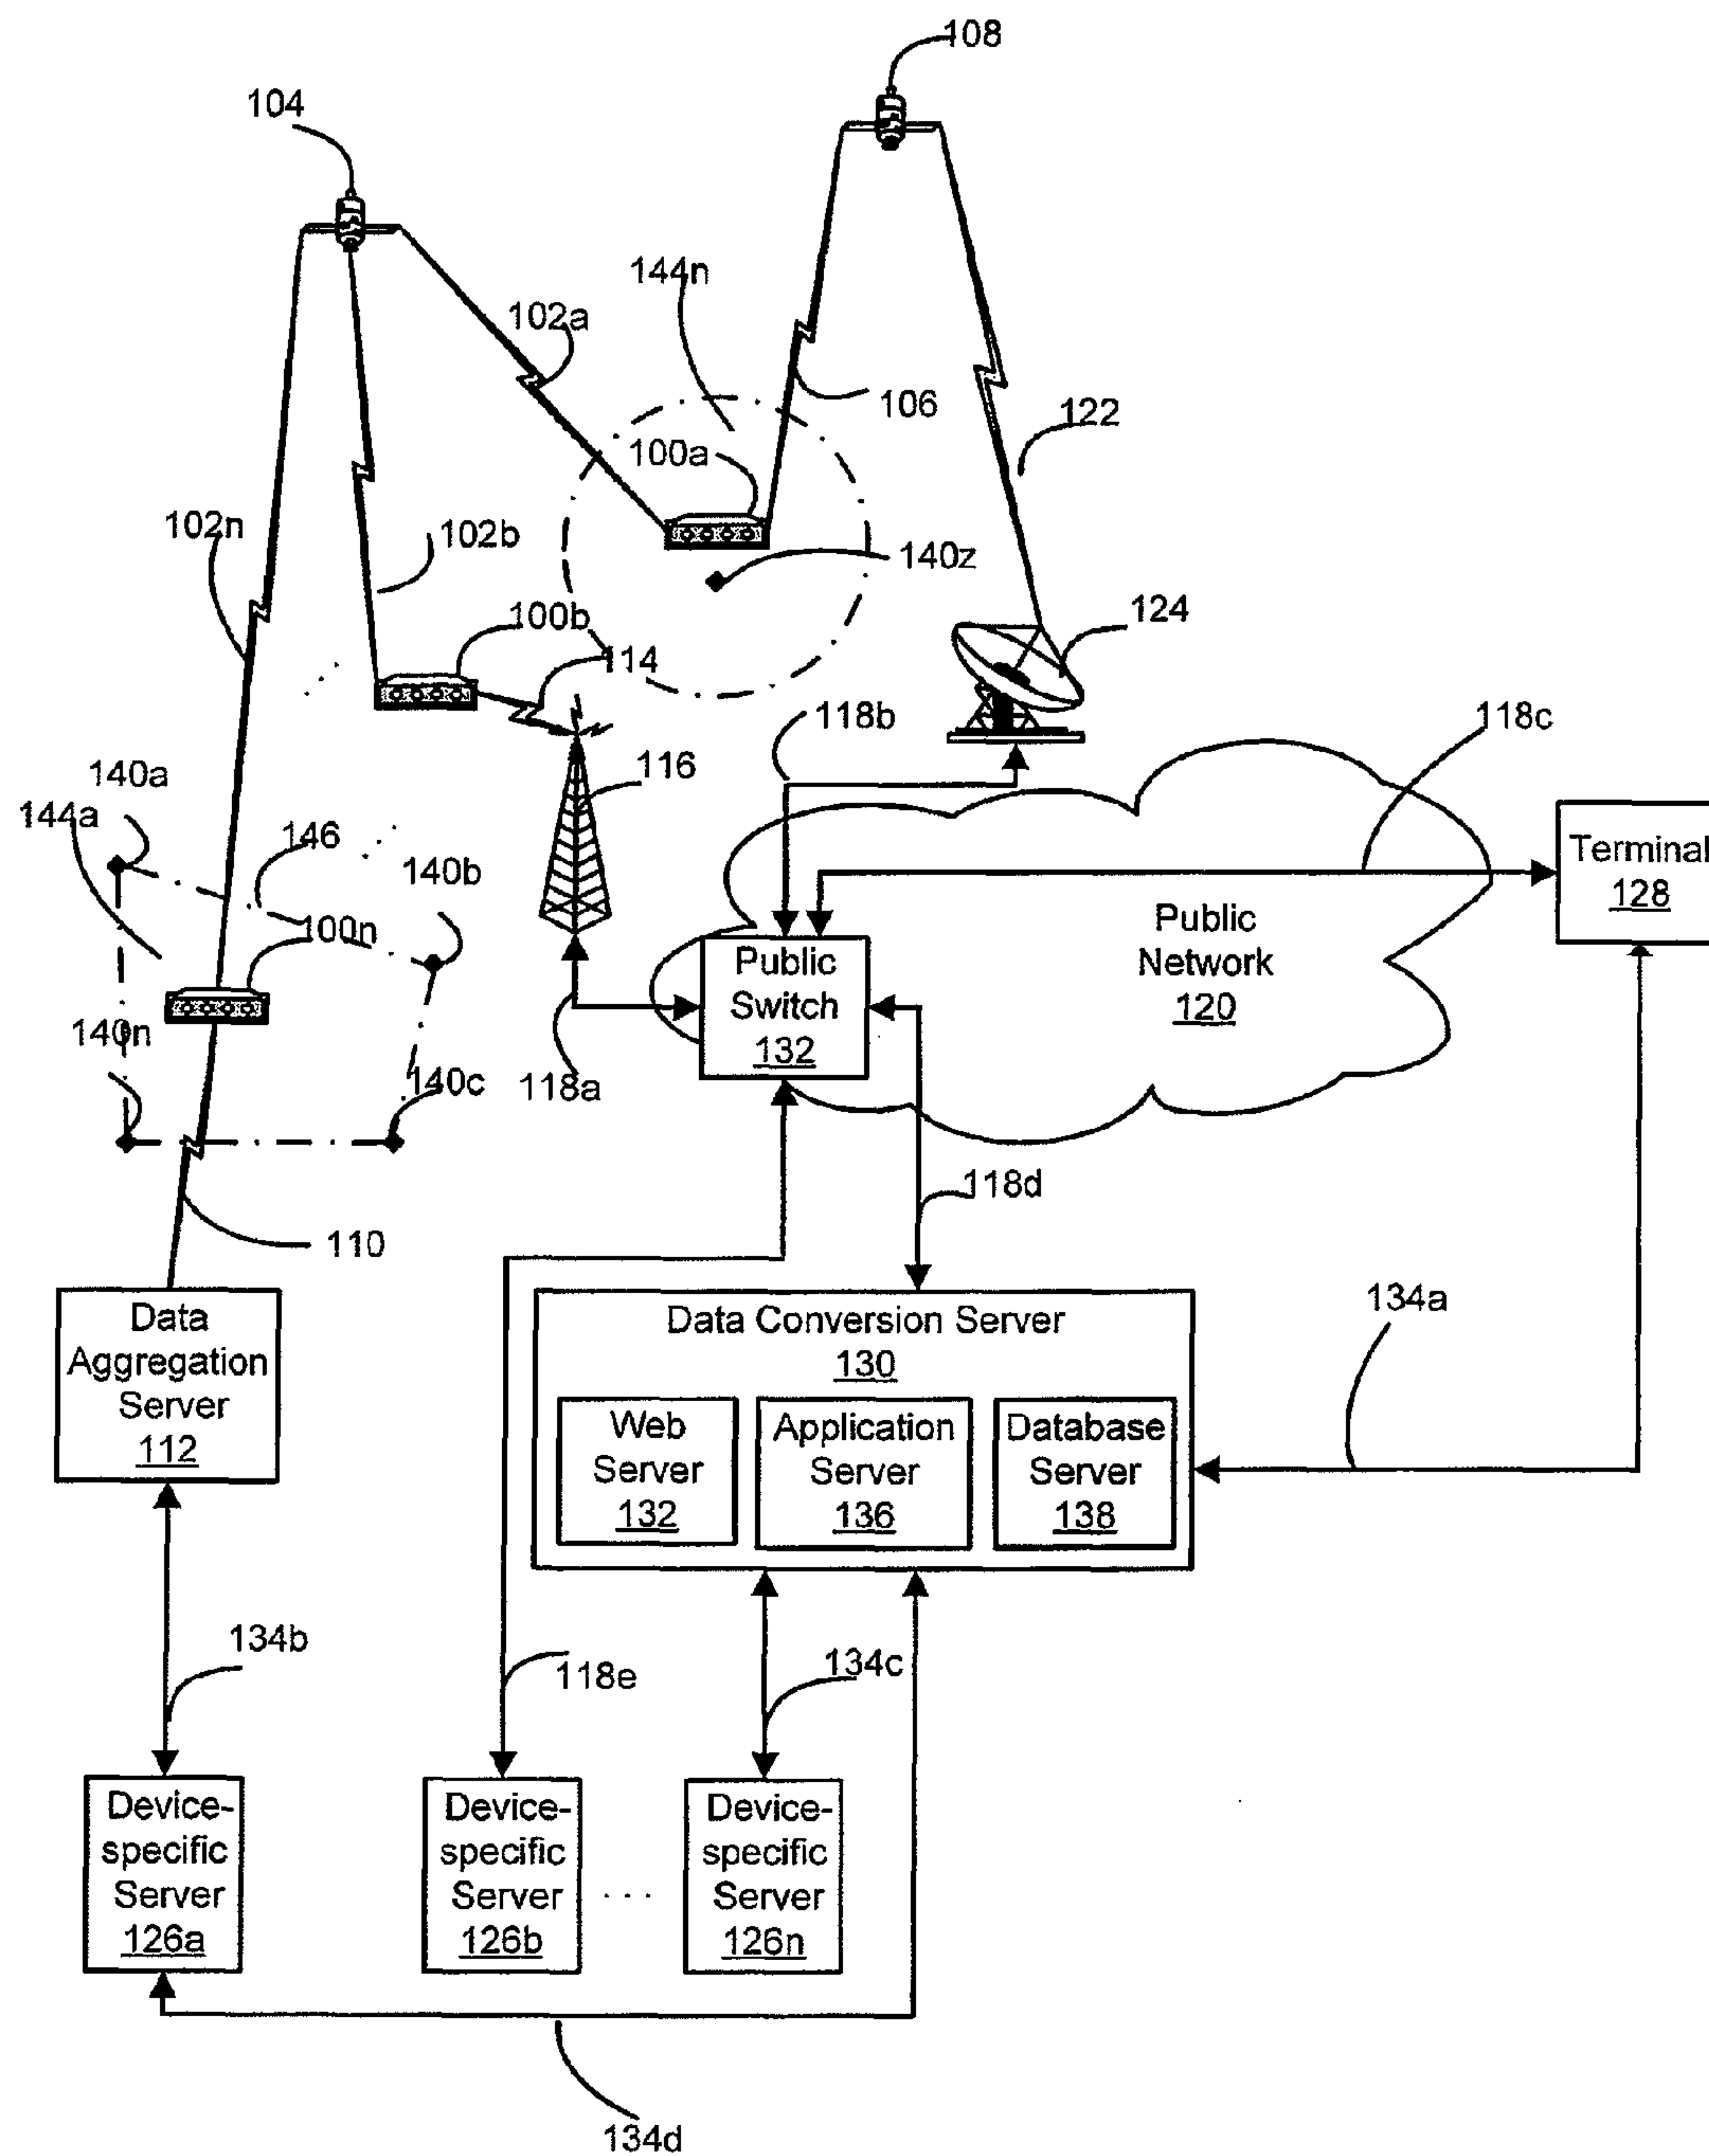 108
104
144n
102a
106
122
100a
102n
102b
140z
100b
124
114
118b
118c
140a
116
144a
146
140b
Terminal
128
100n
Public
Network
120
Public
Switch
132
140n
118a
140c
118d
110
134a
Data
Aggregation
Server
112
Data Conversion Server
130
Web
Server
132
Application
Server
136
Database
Server
138
134b
118e
134c
Device-
specific
Server
126a
Device-
specific
Server
126b
. . . .
Device-
specific
Server
126n
134d